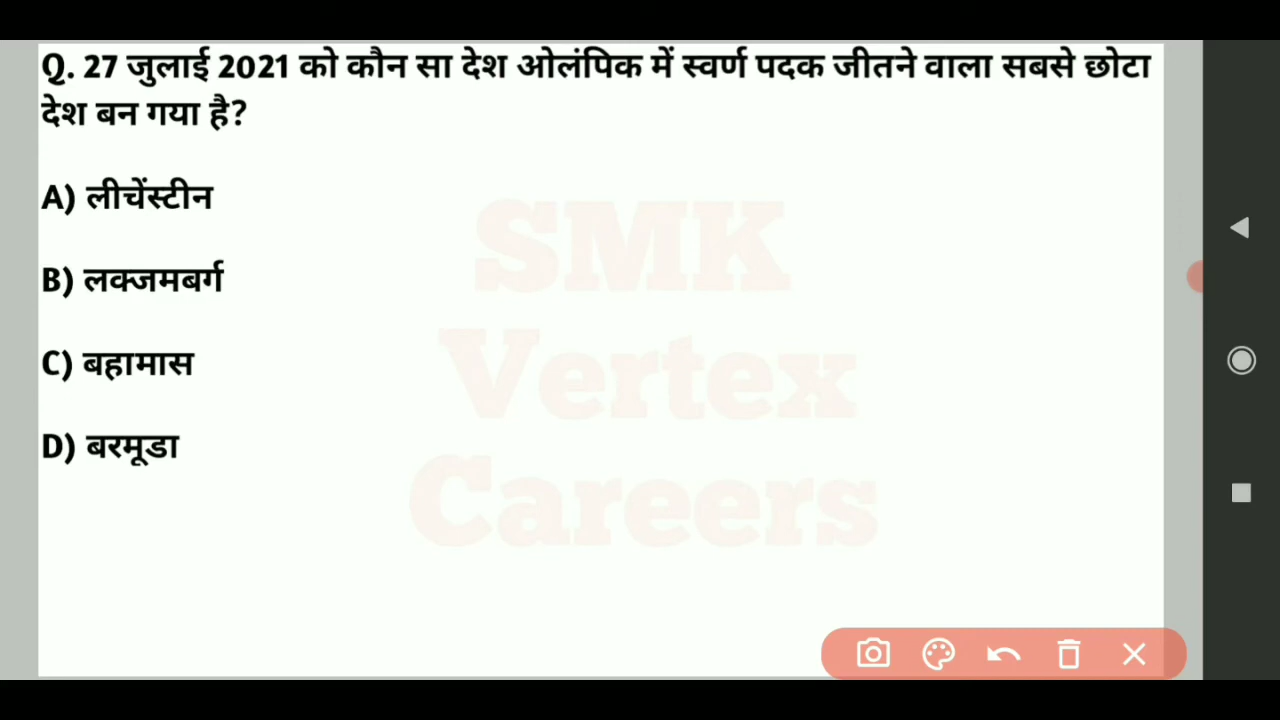 Q. 27 जुलाई 2021 को कौन सा देश ओलंपिक में स्वर्ण पदक जीतने वाला सबसे छोटा
देश बन गया है?
A) लीचेंस्टीन
B) लक्जमबर्ग
C) बहामास
D) बरमूडा
SMK
Vertex
Careers